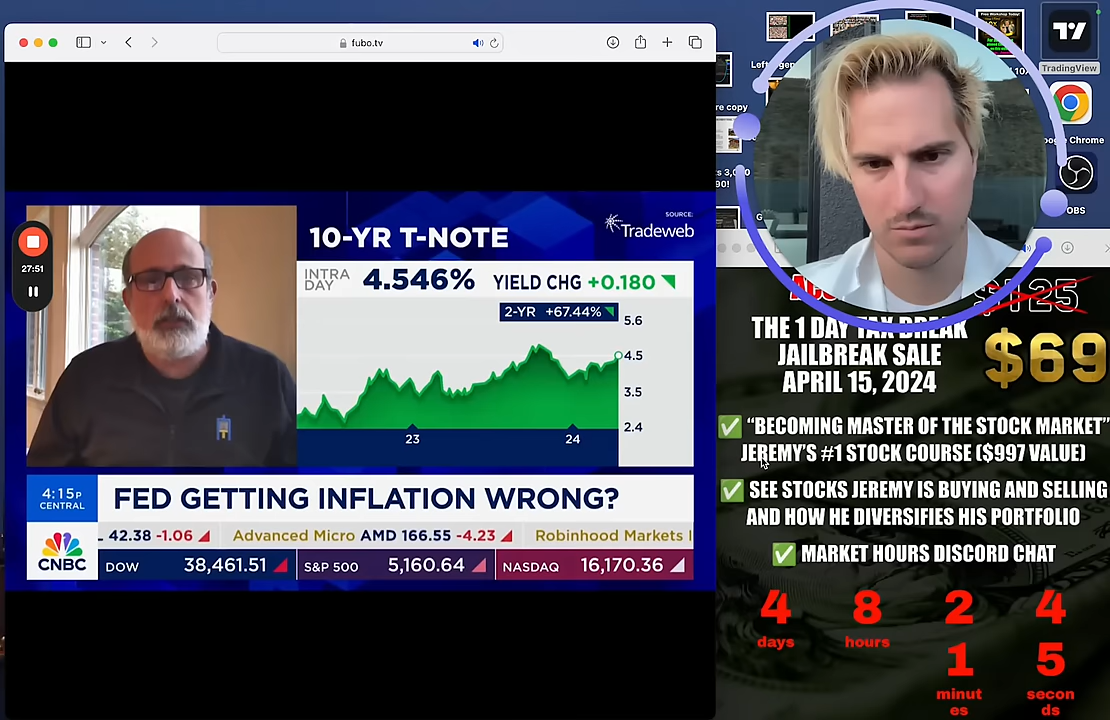 fubo.tv
27:51
10-YR T-NOTE
SOURCE:
Tradeweb
INTRA
DAY
4.546%
YIELD CHG +0.180
2-YR +67.44%
5.6
4.5
3.5
2.4
23
24
4:15P
CENTRAL
FED GETTING INFLATION WRONG?
42.38 -1.06
Advanced Micro AMD 166.55 -4.23
Robinhood Markets
CNBC
DOW 38,461.51
S&P 500 5,160.64
NASDAQ 16,170.36
TradingView
re copy
Chrome
OBS
$125
THE 1 DAY TAX BREAK
JAILBREAK SALE
APRIL 15, 2024
$69
✅ “BECOMING MASTER OF THE STOCK MARKET”
JEREMY'S #1 STOCK COURSE ($997 VALUE)
✅ SEE STOCKS JEREMY IS BUYING AND SELLING
AND HOW HE DIVERSIFIES HIS PORTFOLIO
✅ MARKET HOURS DISCORD CHAT
4
days
8
hours
2
1
minut
es
4
5
secon
ds